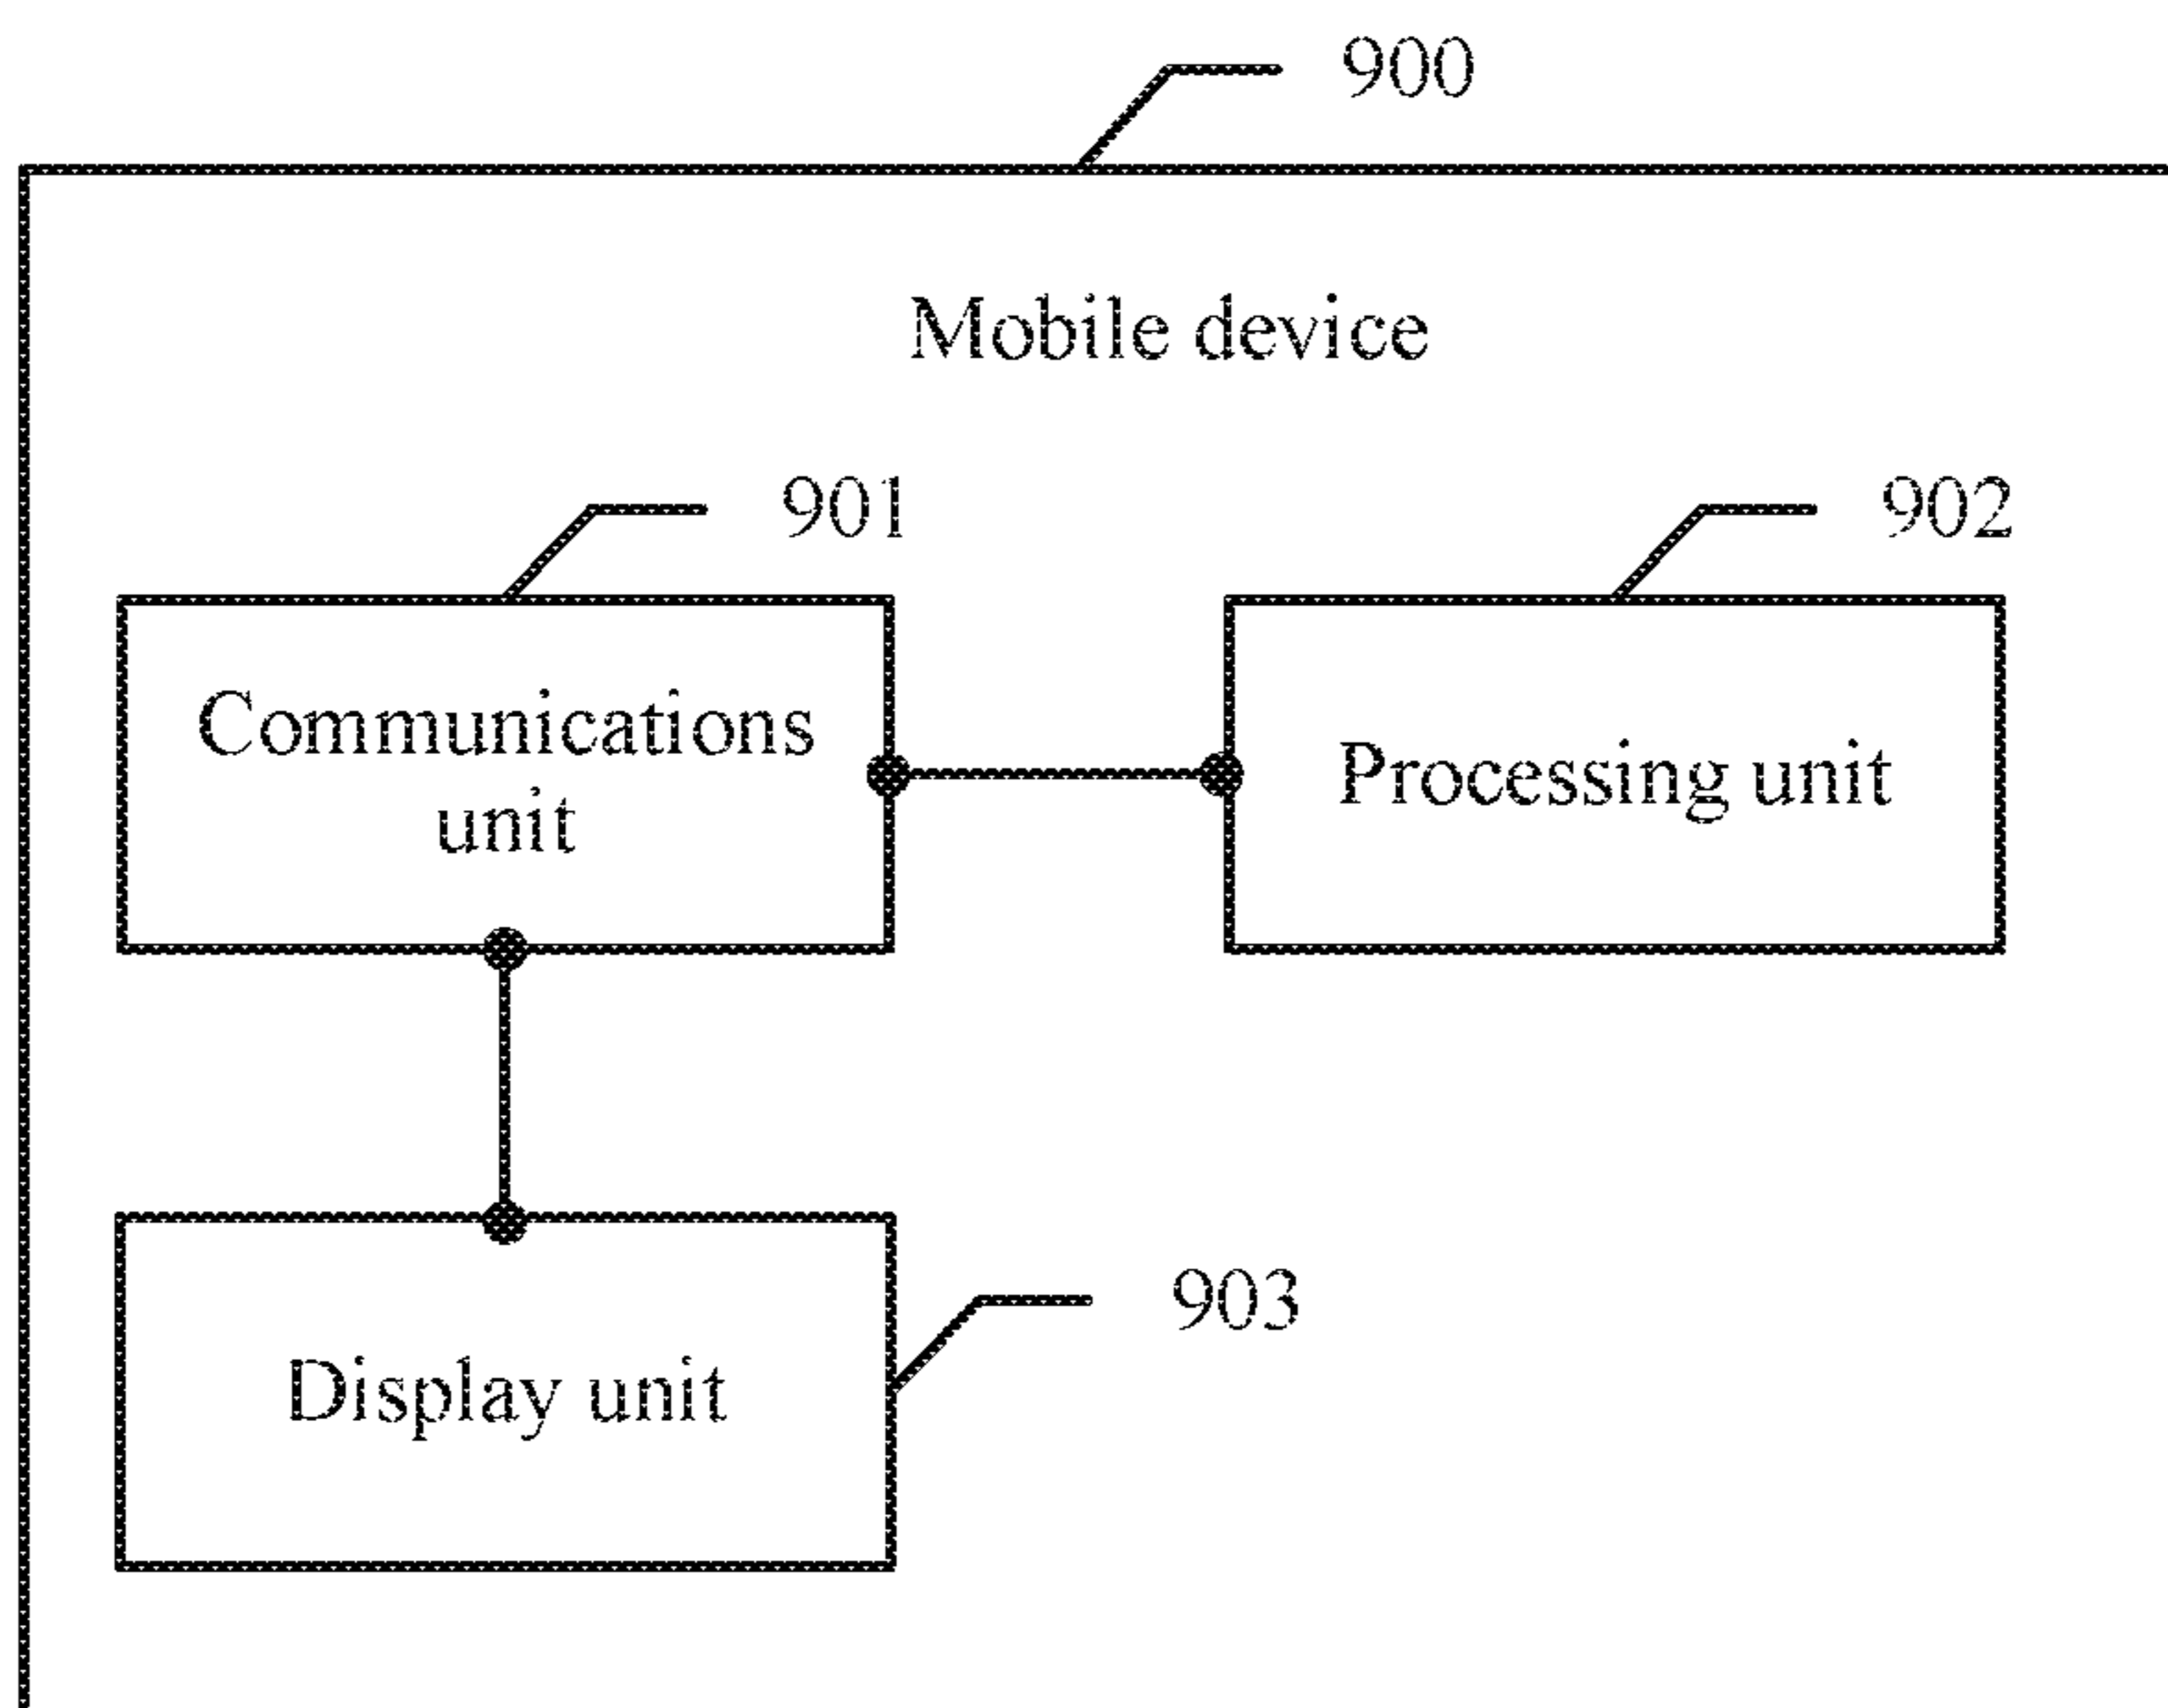 900
Mobile device
901
902
Communications
unit
Processing unit
903
Display unit